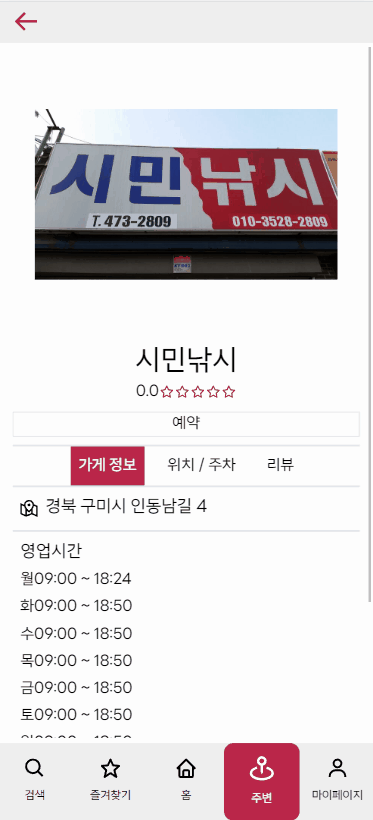 시민낚시
T. 473-2809
010-3528-2809
시민낚시
0.0
예약
가게 정보
위치 / 주차
리뷰
경북 구미시 인동남길 4
영업시간
월09:00 ~ 18:24
화09:00 ~ 18:50
수09:00 ~ 18:50
목09:00 ~ 18:50
금09:00 ~ 18:50
토09:00 ~ 18:50
검색
즐겨찾기
홈
주변
마이페이지